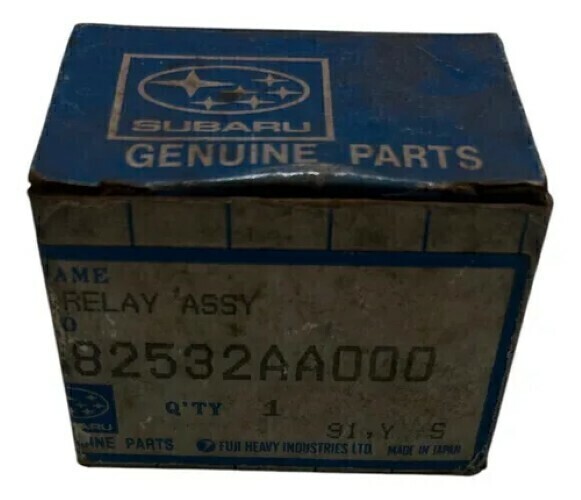 SUBARU
GENUINE PARTS
AME
RELAY ASSY
O
82532AA000
Q'TY 1
91,Y S
BARU
INE PARTS FUJI HEAVY INDUSTRIES LTD. MADE IN JAPAN